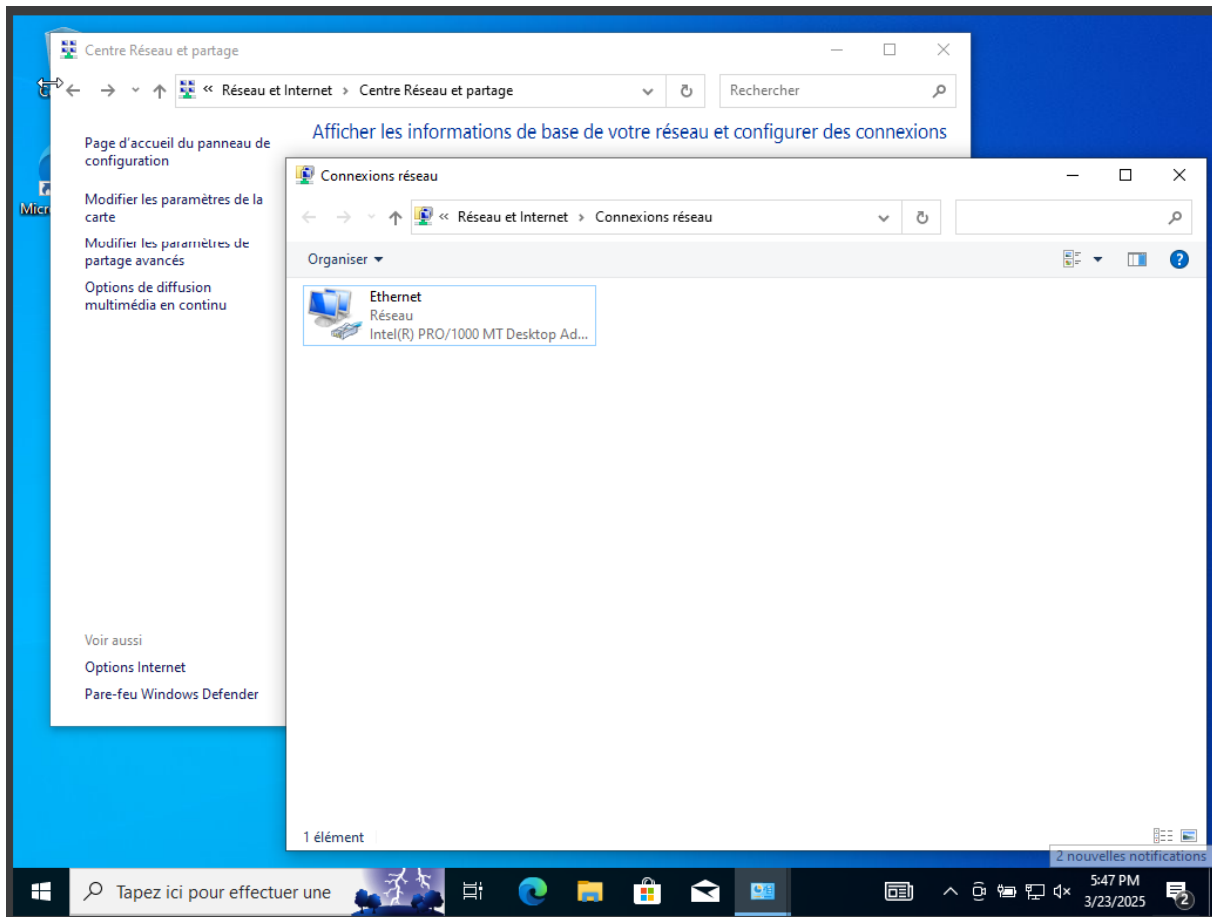 Centre Réseau et partage
« Réseau et Internet › Centre Réseau et partage
Rechercher
Page d'accueil du panneau de
configuration
Modifier les paramètres de la
carte
Modifier les paramètres de
partage avancés
Options de diffusion
multimédia en continu
Voir aussi
Options Internet
Pare-feu Windows Defender
Afficher les informations de base de votre réseau et configurer des connexions
Connexions réseau
« Réseau et Internet › Connexions réseau
Organiser
Ethernet
Réseau
Intel(R) PRO/1000 MT Desktop Ad...
1 élément
2 nouvelles notifications
Tapez ici pour effectuer une
5:47 PM
3/23/2025
2